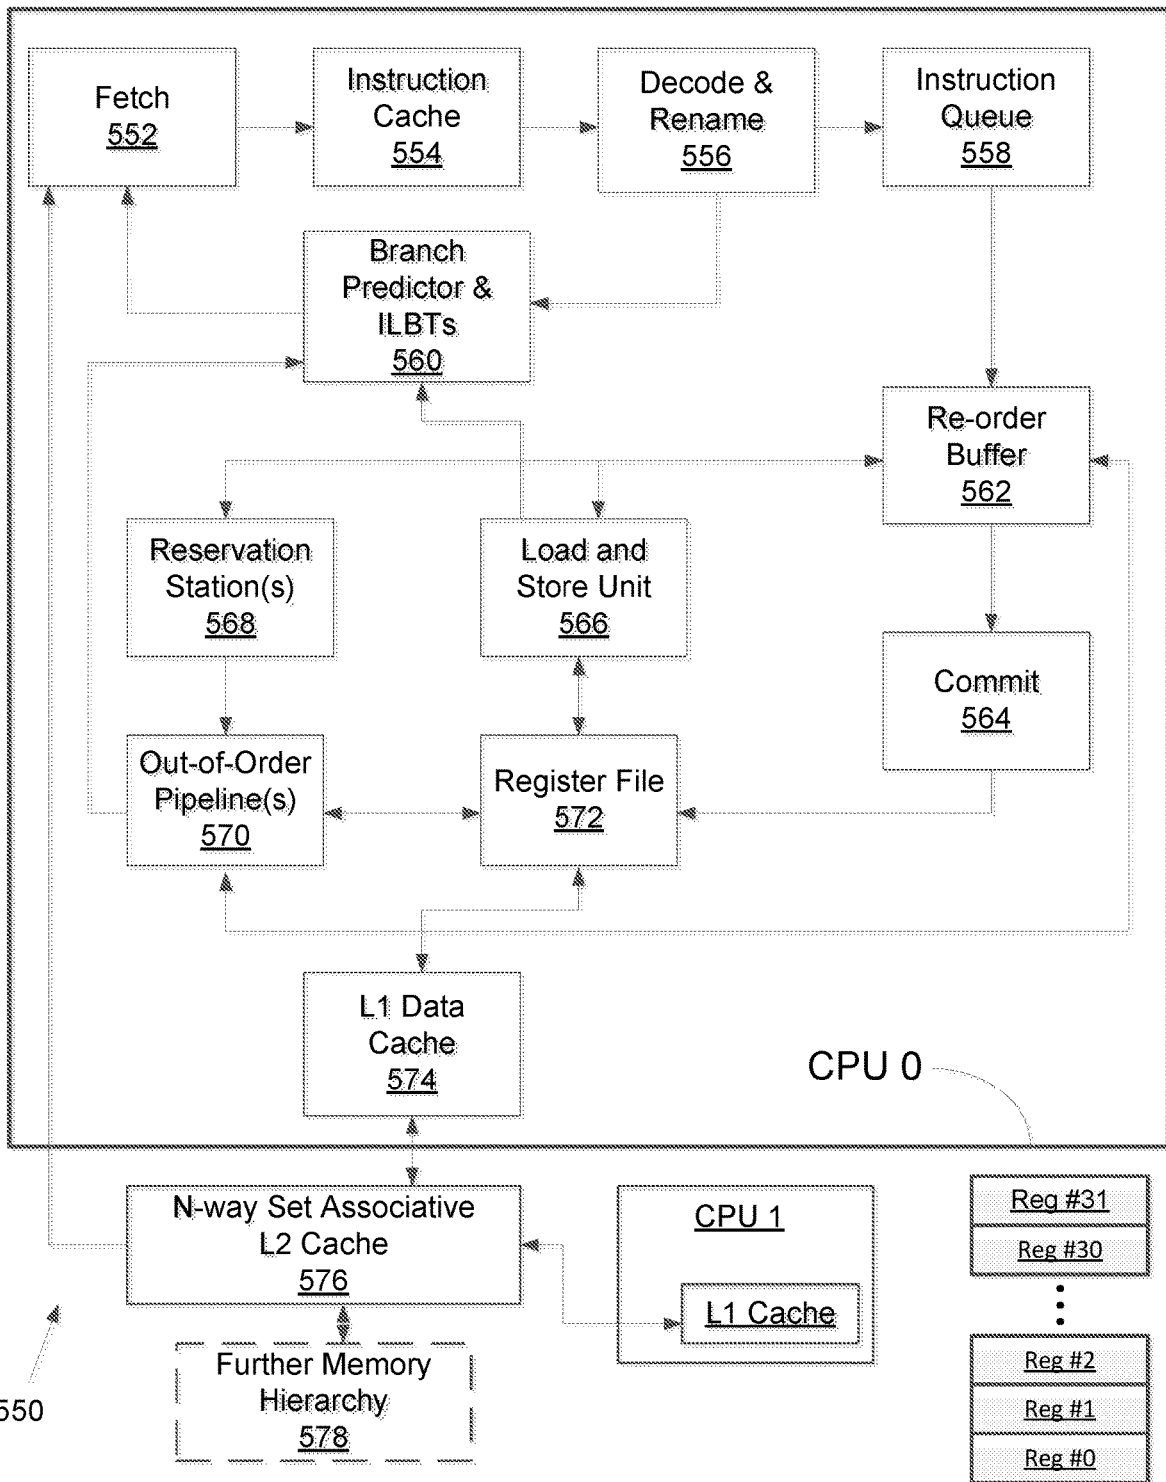 Fetch
552
Instruction
Cache
554
Decode &
Rename
556
Instruction
Queue
558
Branch
Predictor &
ILBTs
560
Re-order
Buffer
562
Reservation
Station(s)
568
Load and
Store Unit
566
Commit
564
Out-of-Order
Pipeline(s)
570
Register File
572
L1 Data
Cache
574
CPU 0
N-way Set Associative
L2 Cache
576
CPU 1
L1 Cache
Reg #31
Reg #30
Reg #2
Reg #1
Reg #0
Further Memory
Hierarchy
578
550